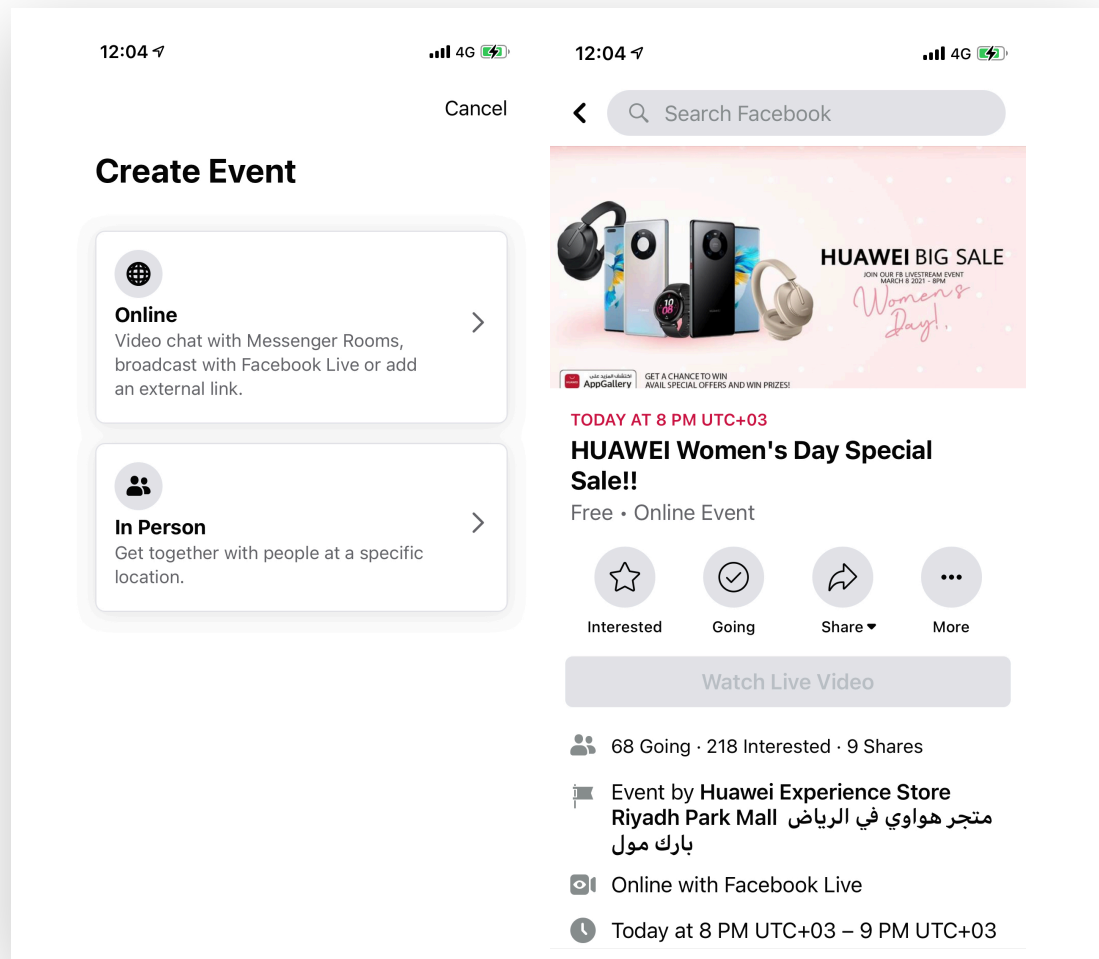 12:04
4G
Cancel
Create Event
Online
Video chat with Messenger Rooms,
broadcast with Facebook Live or add
an external link.
In Person
Get together with people at a specific
location.
12:04
4G
Search Facebook
HUAWEI BIG SALE
JOIN OUR FB LIVESTREAM EVENT
MARCH 8 2021 - 8PM
Women's
Day!.
10
08
اكتشف المزيد على
AppGallery
GET A CHANCE TO WIN
AVAIL SPECIAL OFFERS AND WIN PRIZES!
TODAY AT 8 PM UTC+03
HUAWEI Women's Day Special
Sale!!
Free • Online Event
Interested
Going
Share
More
Watch Live Video
68 Going · 218 Interested · 9 Shares
Event by Huawei Experience Store
Riyadh Park Mall متجر هواوي في الرياض
بارك مول
Online with Facebook Live
Today at 8 PM UTC+03 – 9 PM UTC+03